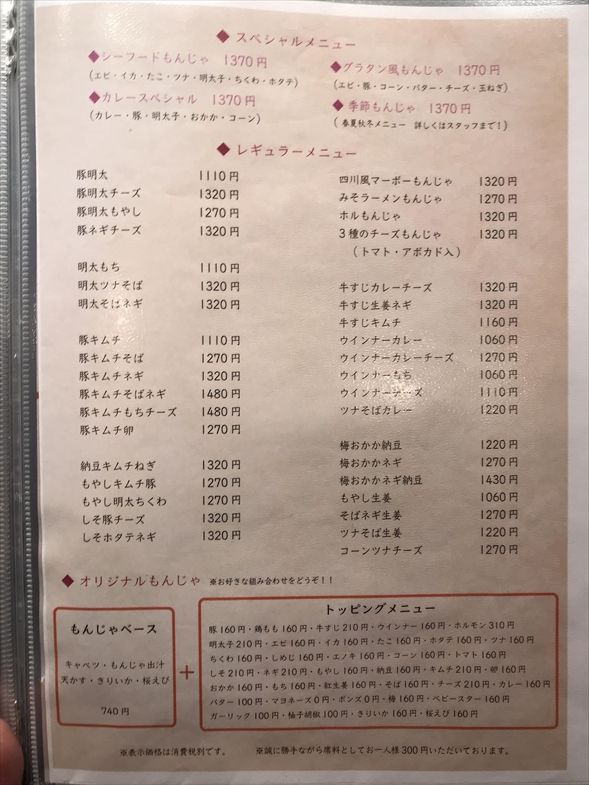 ◆ スペシャルメニュー
◆シーフードもんじゃ 1370円
(エビ・イカ・たこ・ツナ・明太子・ちくわ・ホタテ)
◆カレースペシャル 1370円
(カレー・豚・明太子・おかか・コーン)
◆グラタン風もんじゃ 1370円
(エビ・豚・コーン・バター・チーズ・玉ねぎ)
◆ 季節もんじゃ 1370円
( 春夏秋冬メニュー 詳しくはスタッフまで!)
◆ レギュラーメニュー
豚明太 1110円
豚明太チーズ 1320円
豚明太もやし 1270円
豚ネギチーズ 1320円
明太もち 1110円
明太ツナそば 1320円
明太そばネギ 1320円
豚キムチ 1110円
豚キムチそば 1270円
豚キムチネギ 1320円
豚キムチそばネギ 1480円
豚キムチもちチーズ 1480円
豚キムチ卵 1270円
納豆キムチねぎ 1320円
もやしキムチ豚 1270円
もやし明太ちくわ 1270円
しそ豚チーズ 1320円
しそホタテネギ 1320円
四川風マーボーもんじゃ 1320円
みそラーメンもんじゃ 1270円
ホルもんじゃ 1320円
3種のチーズもんじゃ 1320円
(トマト・アボカド入)
牛すじカレーチーズ 1320円
牛すじ生姜ネギ 1320円
牛すじキムチ 1160円
ウインナーカレー 1060円
ウインナーカレーチーズ 1270円
ウインナーもち 1060円
ウインナーチーズ 1110円
ツナそばカレー 1220円
梅おかか納豆 1220円
梅おかかネギ 1270円
梅おかかネギ納豆 1430円
もやし生姜 1060円
そばネギ生姜 1270円
ツナそば生姜 1220円
コーンツナチーズ 1270円
◆ オリジナルもんじゃ ※お好きな組み合わせをどうぞ!!
もんじゃベース
キャベツ・もんじゃ出汁
天かす・きりいか・桜えび
740円
+
トッピングメニュー
豚160円・鶏もも160円・牛すじ210円・ウインナー160円・ホルモン310円
明太子210円・エビ160円・イカ160円・たこ160円・ホタテ160円・ツナ160円
ちくわ160円・しめじ160円・エノキ160円・コーン160円・トマト160円
しそ210円・ネギ210円・もやし160円・納豆160円・キムチ210円・卵160円
おかか160円・もち160円・紅生姜160円・そば160円・チーズ210円・カレー160円
バター100円・マヨネーズ0円・ポンズ0円・梅160円・ベビースター160円
ガーリック100円・柚子胡椒100円・きりいか160円・桜えび160円
※表示価格は消費税別です。 ※誠に勝手ながら席料としてお一人様300円いただいております。